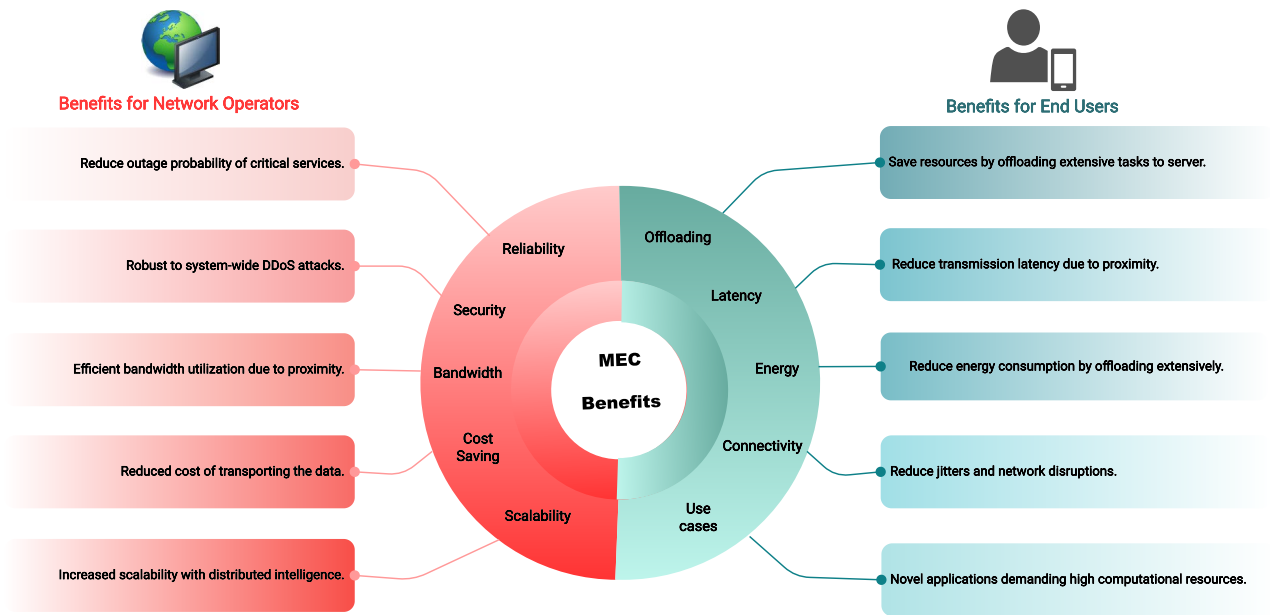 Benefits for Network Operators
Reduce outage probability of critical services.
Robust to system-wide DDoS attacks.
Efficient bandwidth utilization due to proximity.
Reduced cost of transporting the data.
Increased scalability with distributed intelligence.
Reliability
Security
Bandwidth
Cost
Saving
Scalability
MEC
Benefits
Offloading
Latency
Energy
Connectivity
Use
cases
Benefits for End Users
Save resources by offloading extensive tasks to server.
Reduce transmission latency due to proximity.
Reduce energy consumption by offloading extensively.
Reduce jitters and network disruptions.
Novel applications demanding high computational resources.